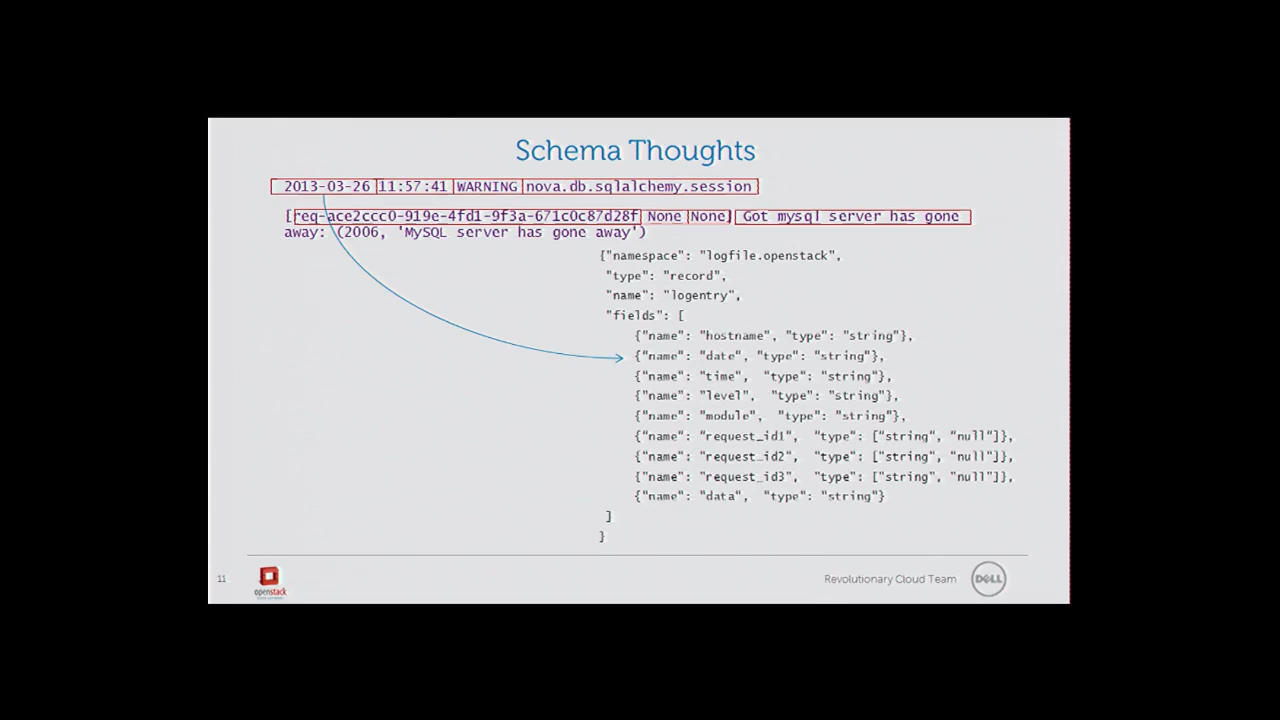 Schema Thoughts
2013-03-26 11:57:41 WARNING nova.db.sqlalchemy.session
[req-ace2ccc0-919e-4fd1-9f3a-671c0c87d28f None None] Got mysql server has gone
away: (2006, 'MySQL server has gone away')
{"namespace": "logfile.openstack",
"type": "record",
"name": "logentry",
"fields": [
{"name": "hostname", "type": "string"},
{"name": "date", "type": "string"},
{"name": "time", "type": "string"},
{"name": "level", "type": "string"},
{"name": "module", "type": "string"},
{"name": "request_id1", "type": ["string", "null"]},
{"name": "request_id2", "type": ["string", "null"]},
{"name": "request_id3", "type": ["string", "null"]},
{"name": "data", "type": "string"}
]
}
11
openstack
Revolutionary Cloud Team
DELL